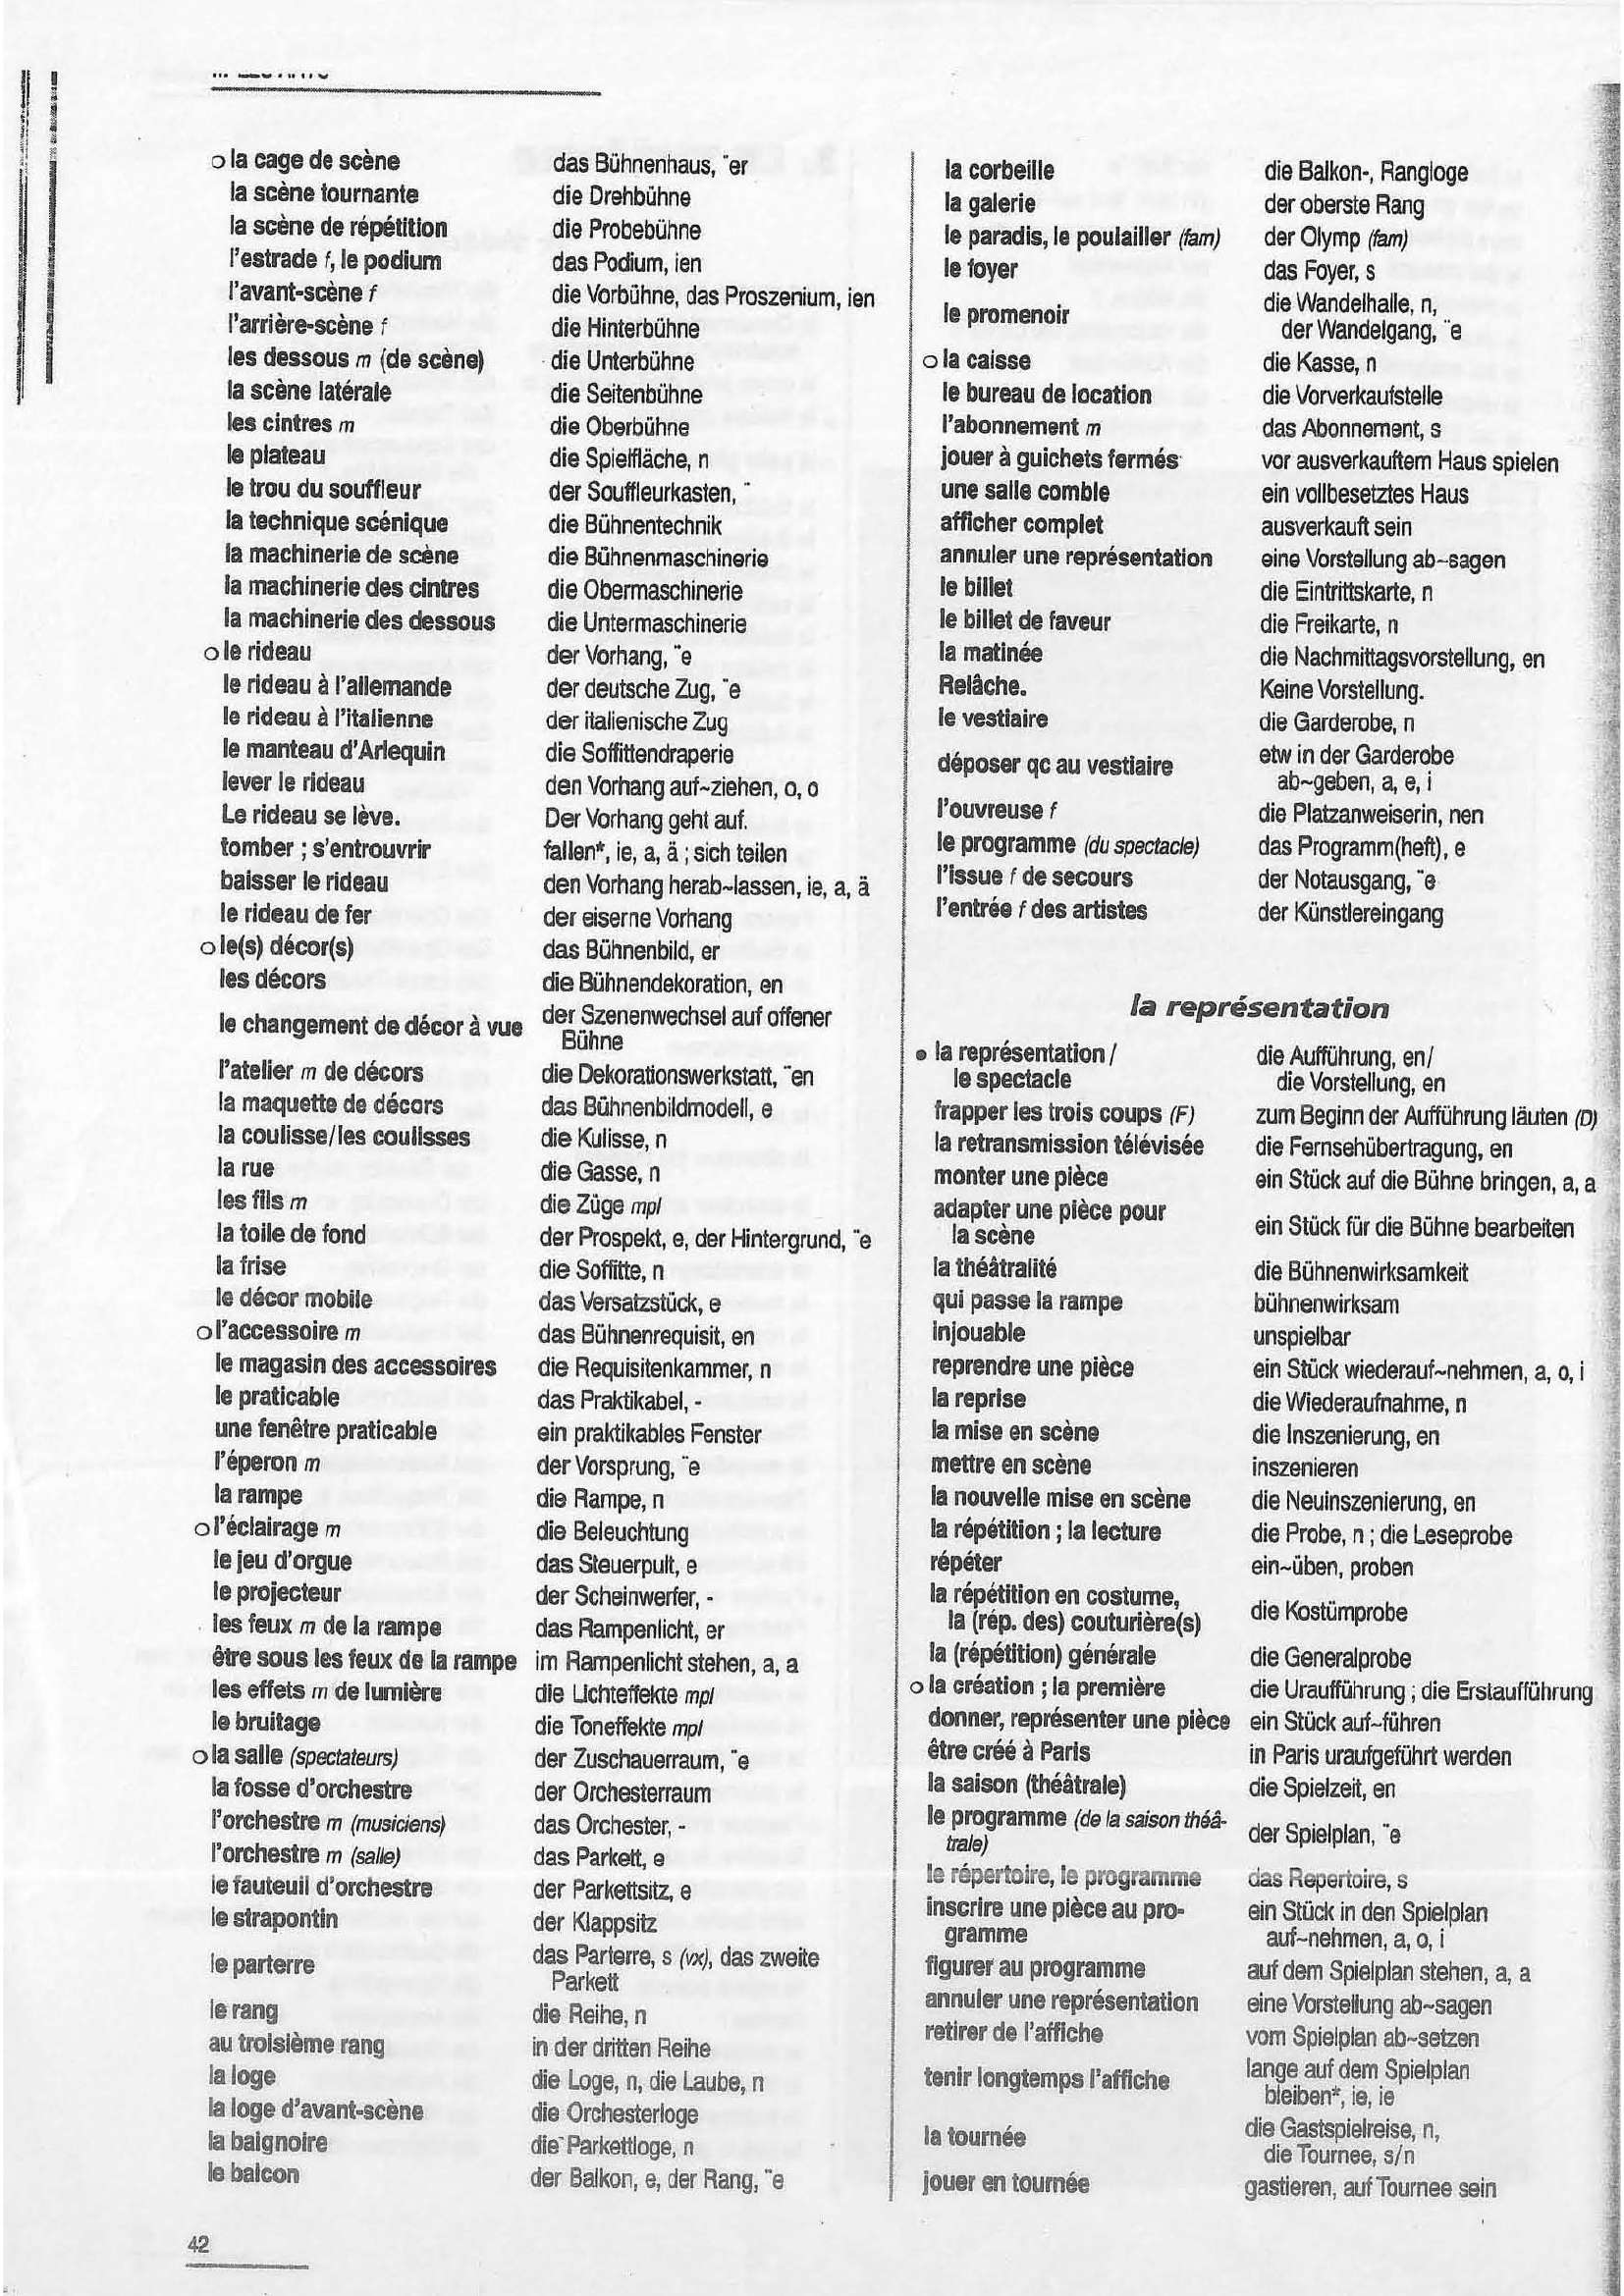 o la cage de scène das Bühnenhaus, ¨er
la scène tournante die Drehbühne
la scène de répétition die Probebühne
l'estrade f, le podium das Podium, ien
l'avant-scène f die Vorbühne, das Proszenium, ien
l'arrière-scène f die Hinterbühne
les dessous m (de scène) die Unterbühne
la scène latérale die Seitenbühne
les cintres m die Oberbühne
le plateau die Spielfläche, n
le trou du souffleur der Souffleurkasten, ¨
la technique scénique die Bühnentechnik
la machinerie de scène die Bühnenmaschinerie
la machinerie des cintres die Obermaschinerie
la machinerie des dessous die Untermaschinerie
o le rideau der Vorhang, ¨e
le rideau à l'allemande der deutsche Zug, ¨e
le rideau à l'italienne der italienische Zug
le manteau d'Arlequin die Soffittendraperie
lever le rideau den Vorhang auf~ziehen, o, o
Le rideau se lève. Der Vorhang geht auf.
tomber ; s'entrouvrir fallen*, ie, a, ä ; sich teilen
baisser le rideau den Vorhang herab~lassen, ie, a, ä
le rideau de fer der eiserne Vorhang
o le(s) décor(s) das Bühnenbild, er
les décors die Bühnendekoration, en
le changement de décor à vue der Szenenwechsel auf offener
Bühne
l'atelier m de décors die Dekorationswerkstatt, ¨en
la maquette de décors das Bühnenbildmodell, e
la coulisse/les coulisses die Kulisse, n
la rue die Gasse, n
les fils m die Züge mpl
la toile de fond der Prospekt, e, der Hintergrund, ¨e
la frise die Soffitte, n
le décor mobile das Versatzstück, e
o l'accessoire m das Bühnenrequisit, en
le magasin des accessoires die Requisitenkammer, n
le praticable das Praktikabel, -
une fenêtre praticable ein praktikables Fenster
l'éperon m der Vorsprung, ¨e
la rampe die Rampe, n
o l'éclairage m die Beleuchtung
le jeu d'orgue das Steuerpult, e
le projecteur der Scheinwerfer, -
les feux m de la rampe das Rampenlicht, er
être sous les feux de la rampe im Rampenlicht stehen, a, a
les effets m de lumière die Lichteffekte mpl
le bruitage die Toneffekte mpl
o la salle (spectateurs) der Zuschauerraum, ¨e
la fosse d'orchestre der Orchesterraum
l'orchestre m (musiciens) das Orchester, -
l'orchestre m (salle) das Parkett, e
le fauteuil d'orchestre der Parkettsitz, e
le strapontin der Klappsitz
le parterre das Parterre, s (vx), das zweite
Parkett
le rang die Reihe, n
au troisième rang in der dritten Reihe
la loge die Loge, n, die Laube, n
la loge d'avant-scène die Orchesterloge
la baignoire die Parkettloge, n
le balcon der Balkon, e, der Rang, ¨e
42
la corbeille die Balkon-, Rangloge
la galerie der oberste Rang
le paradis, le poulailler (fam) der Olymp (fam)
le foyer das Foyer, s
le promenoir die Wandelhalle, n,
der Wandelgang, ¨e
o la caisse die Kasse, n
le bureau de location die Vorverkaufstelle
l'abonnement m das Abonnement, s
jouer à guichets fermés vor ausverkauftem Haus spielen
une salle comble ein vollbesetztes Haus
afficher complet ausverkauft sein
annuler une représentation eine Vorstellung ab~sagen
le billet die Eintrittskarte, n
le billet de faveur die Freikarte, n
la matinée die Nachmittagsvorstellung, en
Relâche. Keine Vorstellung.
le vestiaire die Garderobe, n
déposer qc au vestiaire etw in der Garderobe
ab~geben, a, e, i
l'ouvreuse f die Platzanweiserin, nen
le programme (du spectacle) das Programm(heft), e
l'issue f de secours der Notausgang, ¨e
l'entrée f des artistes der Künstlereingang
la représentation
• la représentation / die Aufführung, en/
le spectacle die Vorstellung, en
frapper les trois coups (F) zum Beginn der Aufführung läuten (D)
la retransmission télévisée die Fernsehübertragung, en
monter une pièce ein Stück auf die Bühne bringen, a, a
adapter une pièce pour
la scène ein Stück für die Bühne bearbeiten
la théâtralité die Bühnenwirksamkeit
qui passe la rampe bühnenwirksam
injouable unspielbar
reprendre une pièce ein Stück wiederauf~nehmen, a, o, i
la reprise die Wiederaufnahme, n
la mise en scène die Inszenierung, en
mettre en scène inszenieren
la nouvelle mise en scène die Neuinszenierung, en
la répétition ; la lecture die Probe, n ; die Leseprobe
répéter ein~üben, proben
la répétition en costume,
la (rép. des) couturière(s) die Kostümprobe
la (répétition) générale die Generalprobe
o la création ; la première die Uraufführung ; die Erstaufführung
donner, représenter une pièce ein Stück auf~führen
être créé à Paris in Paris uraufgeführt werden
la saison (théâtrale) die Spielzeit, en
le programme (de la saison théâ-
trale) der Spielplan, ¨e
le répertoire, le programme das Repertoire, s
inscrire une pièce au pro- ein Stück in den Spielplan
gramme auf~nehmen, a, o, i
figurer au programme auf dem Spielplan stehen, a, a
annuler une représentation eine Vorstellung ab~sagen
retirer de l'affiche vom Spielplan ab~setzen
tenir longtemps l'affiche lange auf dem Spielplan
bleiben*, ie, ie
la tournée die Gastspielreise, n,
die Tournee, s/n
jouer en tournée gastieren, auf Tournee sein